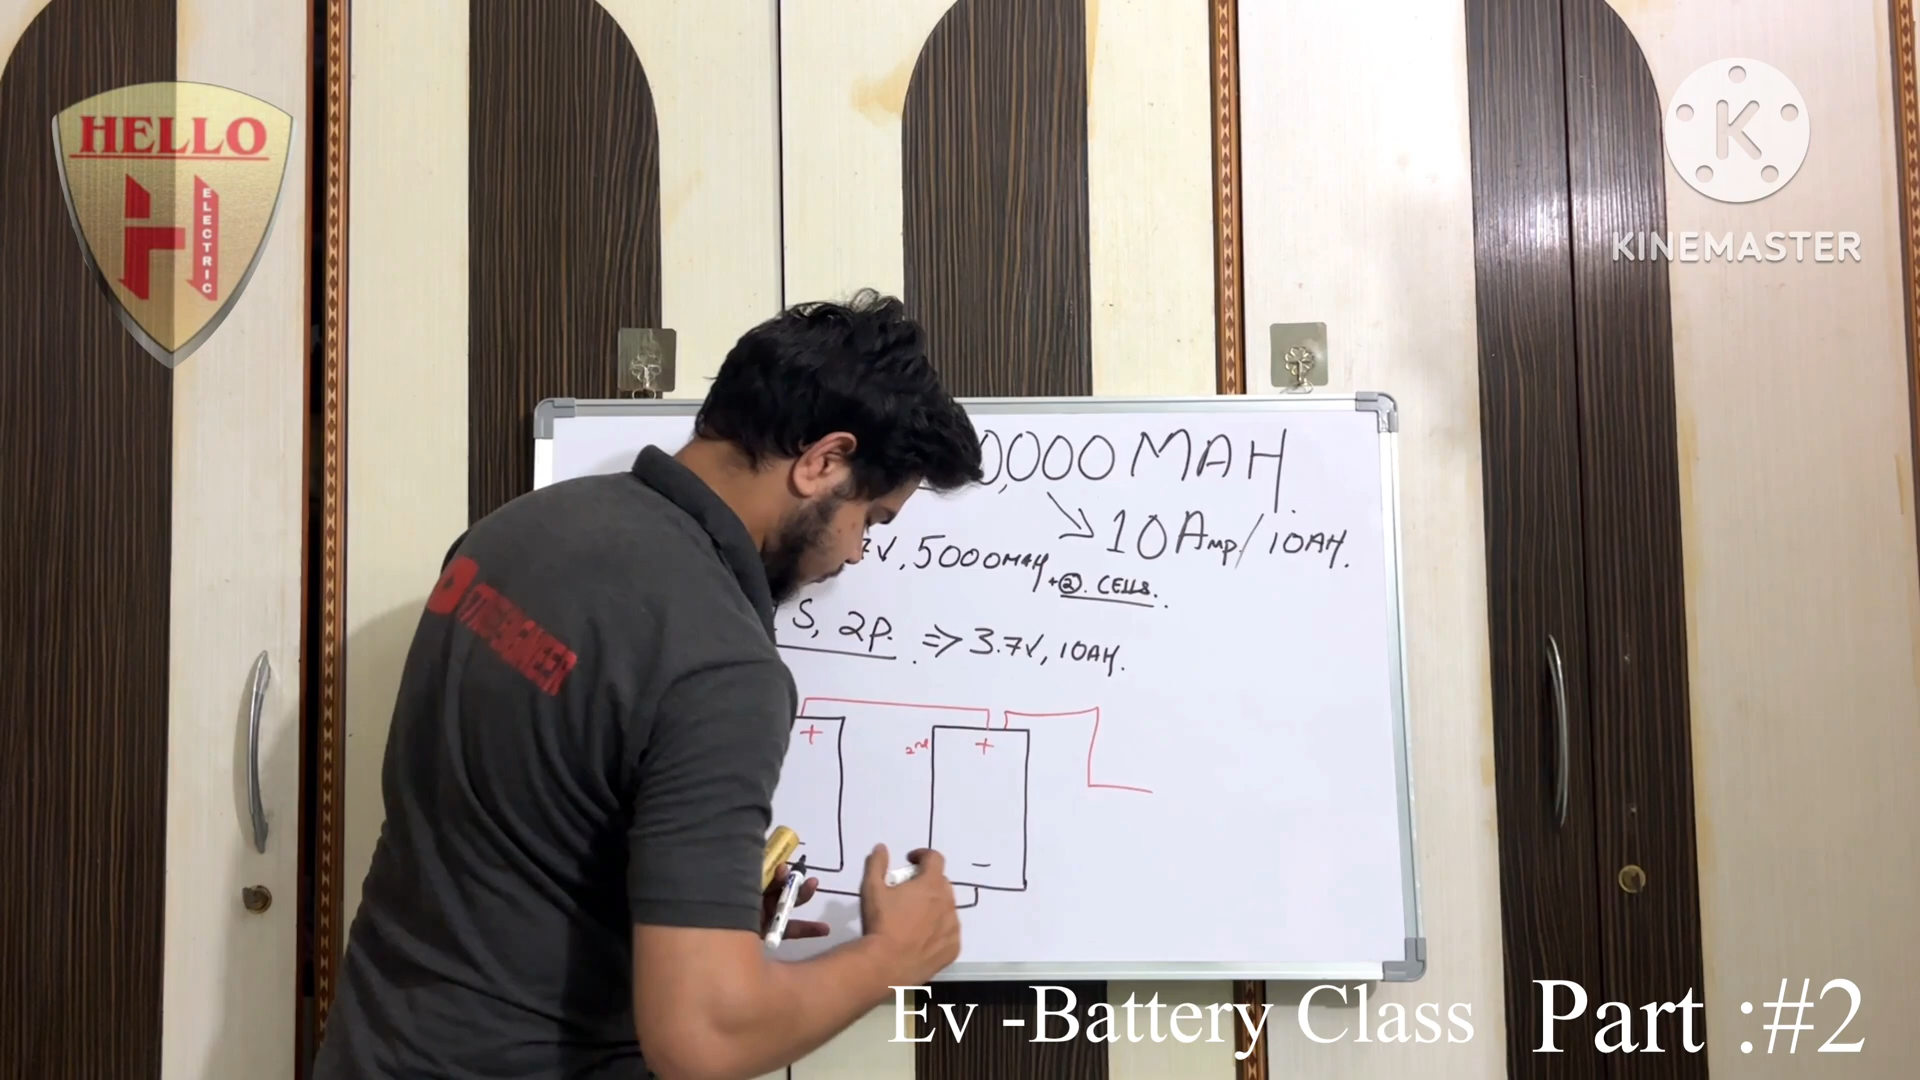 HELLO
ELECTRIC
K
KINEMASTER
0,000 MAH.
10 Amp/ 10AH.
7V, 5000MAH + ②. CELLS.
S, 2P. ⇒ 3.7V, 10AH.
+
2nd
+
−
−
Ev -Battery Class Part :#2